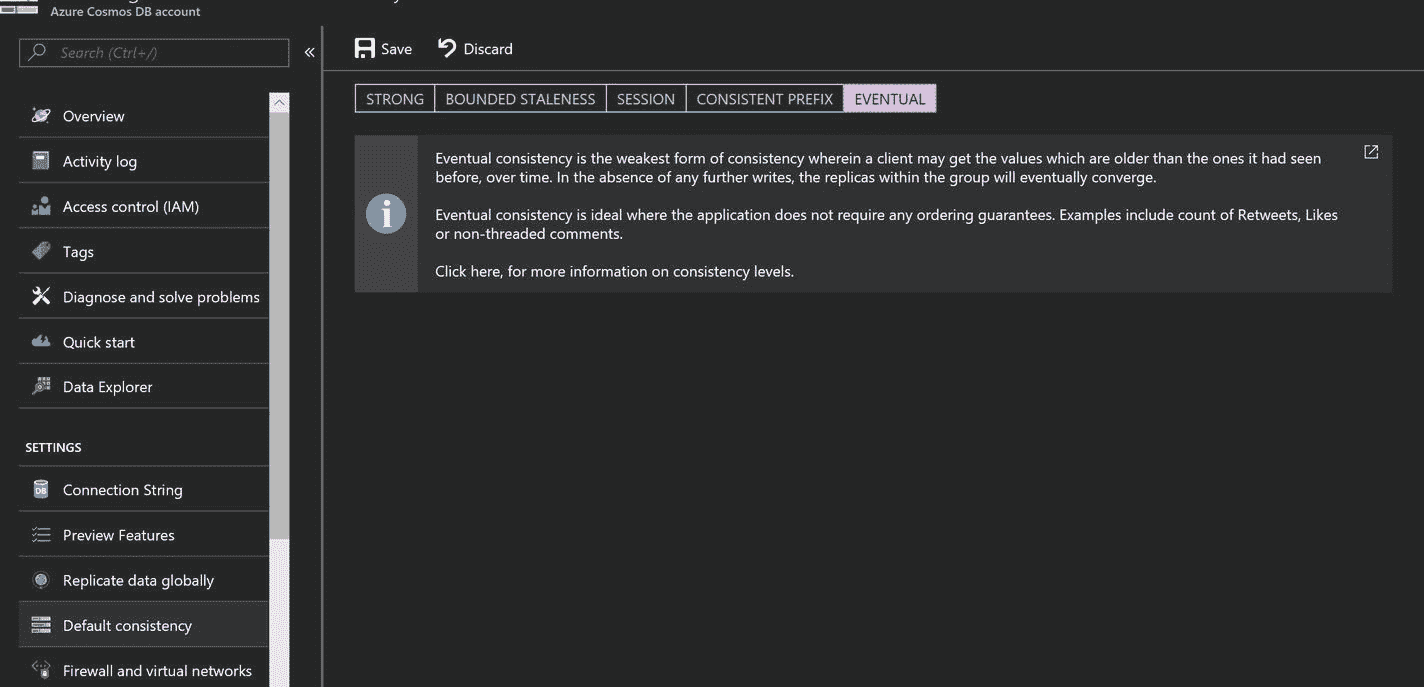 Azure Cosmos DB account
Search (Ctrl+/)
«
Overview
Activity log
Access control (IAM)
Tags
Diagnose and solve problems
Quick start
Data Explorer
SETTINGS
DB
Connection String
Preview Features
Replicate data globally
Default consistency
Firewall and virtual networks
Save Discard
STRONG BOUNDED STALENESS SESSION CONSISTENT PREFIX EVENTUAL
Eventual consistency is the weakest form of consistency wherein a client may get the values which are older than the ones it had seen
before, over time. In the absence of any further writes, the replicas within the group will eventually converge.
Eventual consistency is ideal where the application does not require any ordering guarantees. Examples include count of Retweets, Likes
or non-threaded comments.
Click here, for more information on consistency levels.